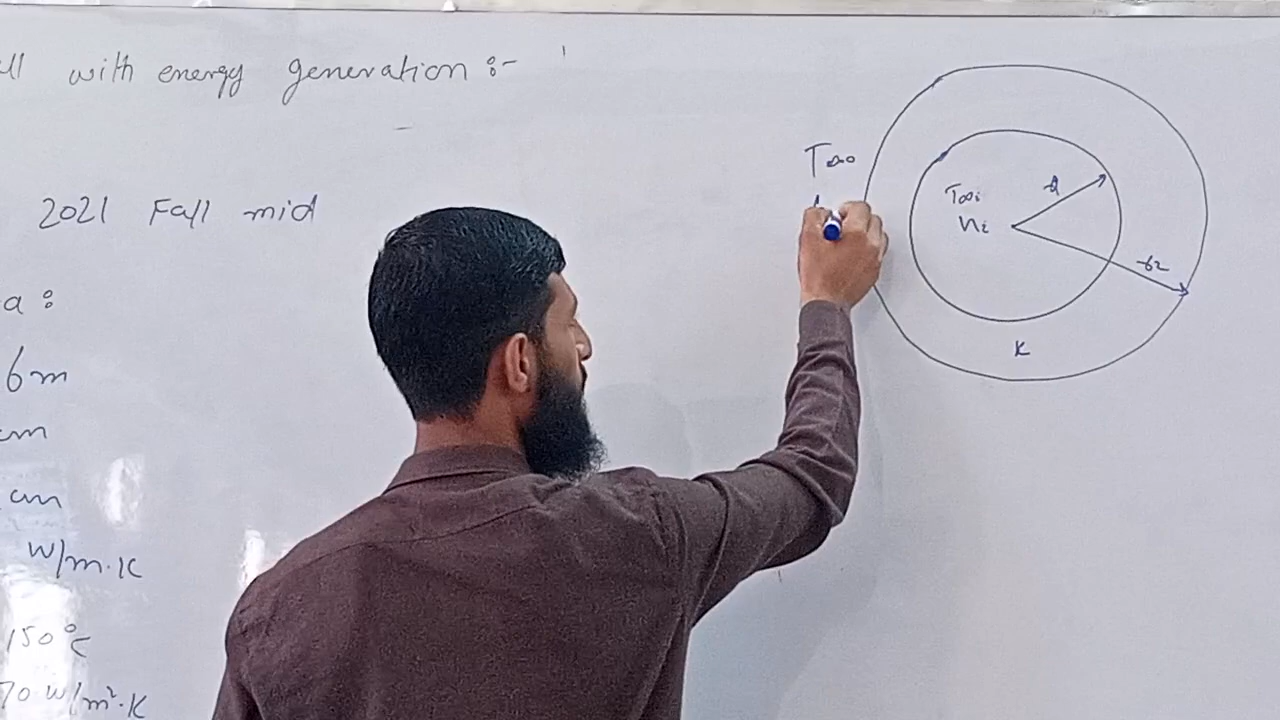 with energy generation :-
2021 Fall mid
a :
6m
cm
cm
W/m.K
150°C
70 W/m².K
T∞o
T∞i
hi
r1
r2
K